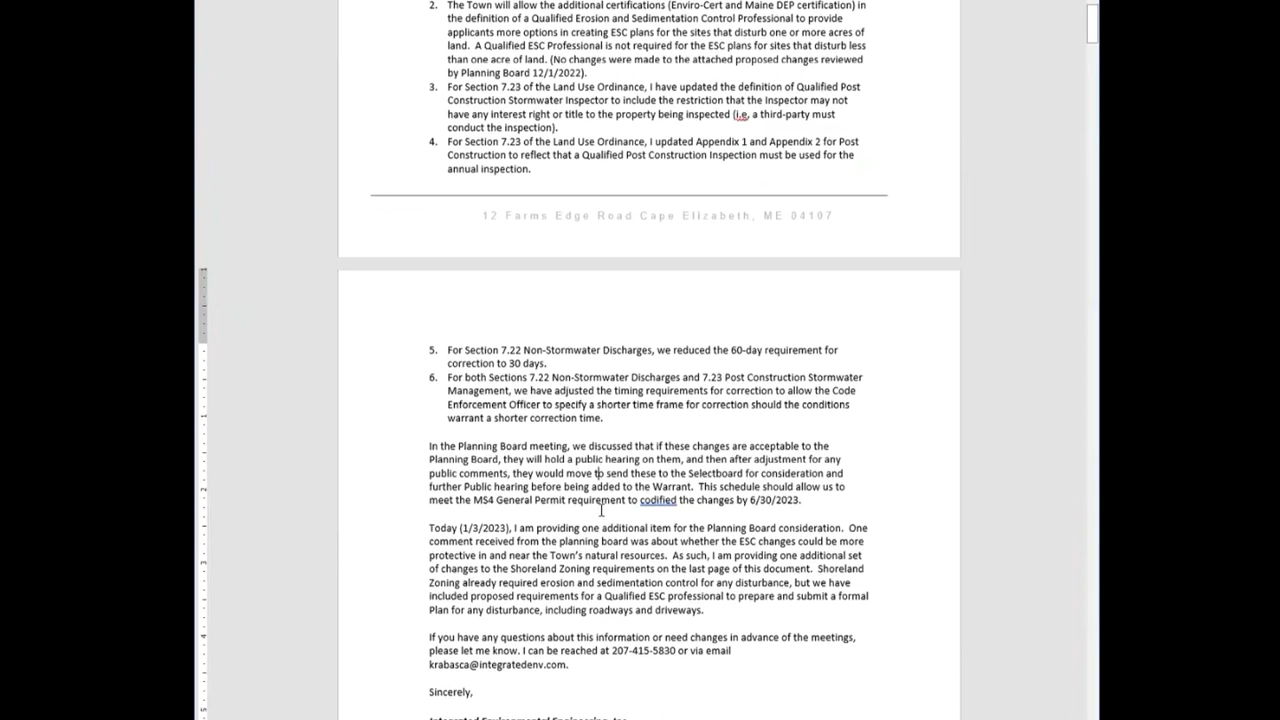 2. The Town will allow the additional certifications (Enviro-Cert and Maine DEP certification) in
the definition of a Qualified Erosion and Sedimentation Control Professional to provide
applicants more options in creating ESC plans for the sites that disturb one or more acres of
land. A Qualified ESC Professional is not required for the ESC plans for sites that disturb less
than one acre of land. (No changes were made to the attached proposed changes reviewed
by Planning Board 12/1/2022).
3. For Section 7.23 of the Land Use Ordinance, I have updated the definition of Qualified Post
Construction Stormwater Inspector to include the restriction that the Inspector may not
have any interest right or title to the property being inspected (i.e, a third-party must
conduct the inspection).
4. For Section 7.23 of the Land Use Ordinance, I updated Appendix 1 and Appendix 2 for Post
Construction to reflect that a Qualified Post Construction Inspection must be used for the
annual inspection.
12 Farms Edge Road Cape Elizabeth, ME 04107
5. For Section 7.22 Non-Stormwater Discharges, we reduced the 60-day requirement for
correction to 30 days.
6. For both Sections 7.22 Non-Stormwater Discharges and 7.23 Post Construction Stormwater
Management, we have adjusted the timing requirements for correction to allow the Code
Enforcement Officer to specify a shorter time frame for correction should the conditions
warrant a shorter correction time.
In the Planning Board meeting, we discussed that if these changes are acceptable to the
Planning Board, they will hold a public hearing on them, and then after adjustment for any
public comments, they would move to send these to the Selectboard for consideration and
further Public hearing before being added to the Warrant. This schedule should allow us to
meet the MS4 General Permit requirement to codified the changes by 6/30/2023.
Today (1/3/2023), I am providing one additional item for the Planning Board consideration. One
comment received from the planning board was about whether the ESC changes could be more
protective in and near the Town's natural resources. As such, I am providing one additional set
of changes to the Shoreland Zoning requirements on the last page of this document. Shoreland
Zoning already required erosion and sedimentation control for any disturbance, but we have
included proposed requirements for a Qualified ESC professional to prepare and submit a formal
Plan for any disturbance, including roadways and driveways.
If you have any questions about this information or need changes in advance of the meetings,
please let me know. I can be reached at 207-415-5830 or via email
krabasca@integratedenv.com.
Sincerely,
Integrated Environmental Engineering, Inc.